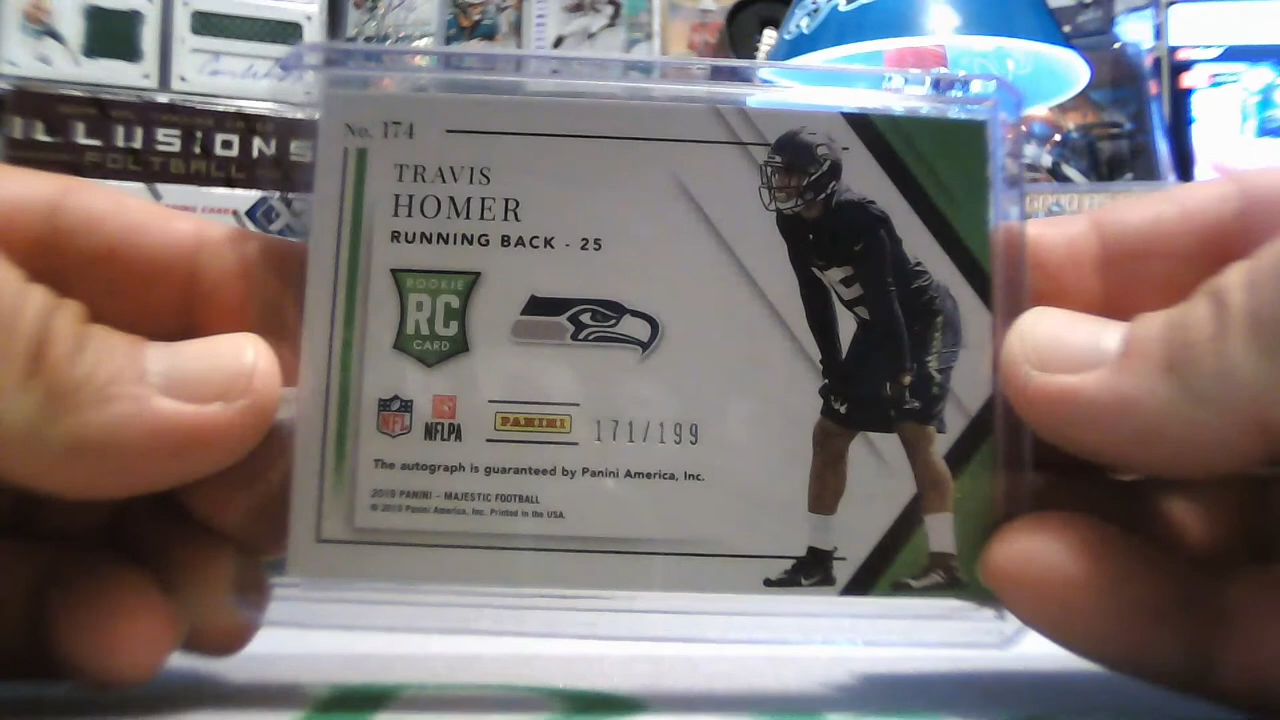 ILLUSIONS
FOOTBALL
No. 174
TRAVIS
HOMER
RUNNING BACK - 25
ROOKIE
RC
CARD
NFL
NFLPA
PANINI
171/199
The autograph is guaranteed by Panini America, Inc.
2019 PANINI - MAJESTIC FOOTBALL
© 2019 Panini America, Inc. Printed in the USA.